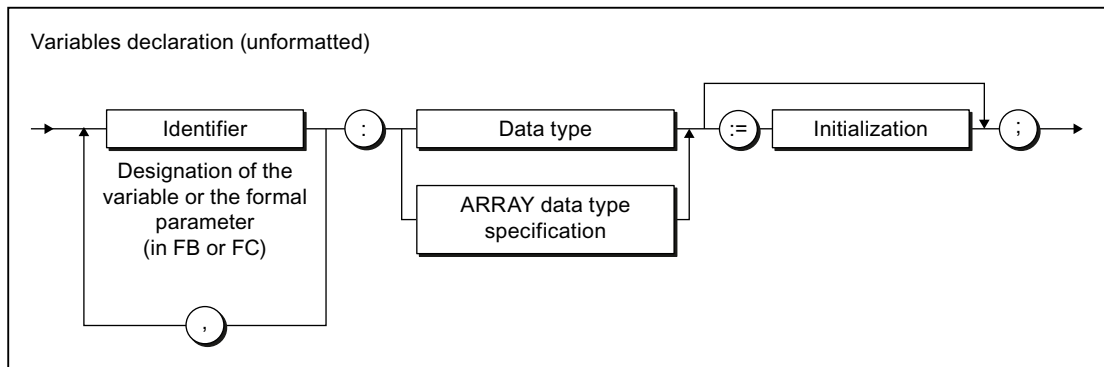 Variables declaration (unformatted)
Identifier : Data type := Initialization ;
Designation of the
variable or the formal
parameter
(in FB or FC)
ARRAY data type
specification
,